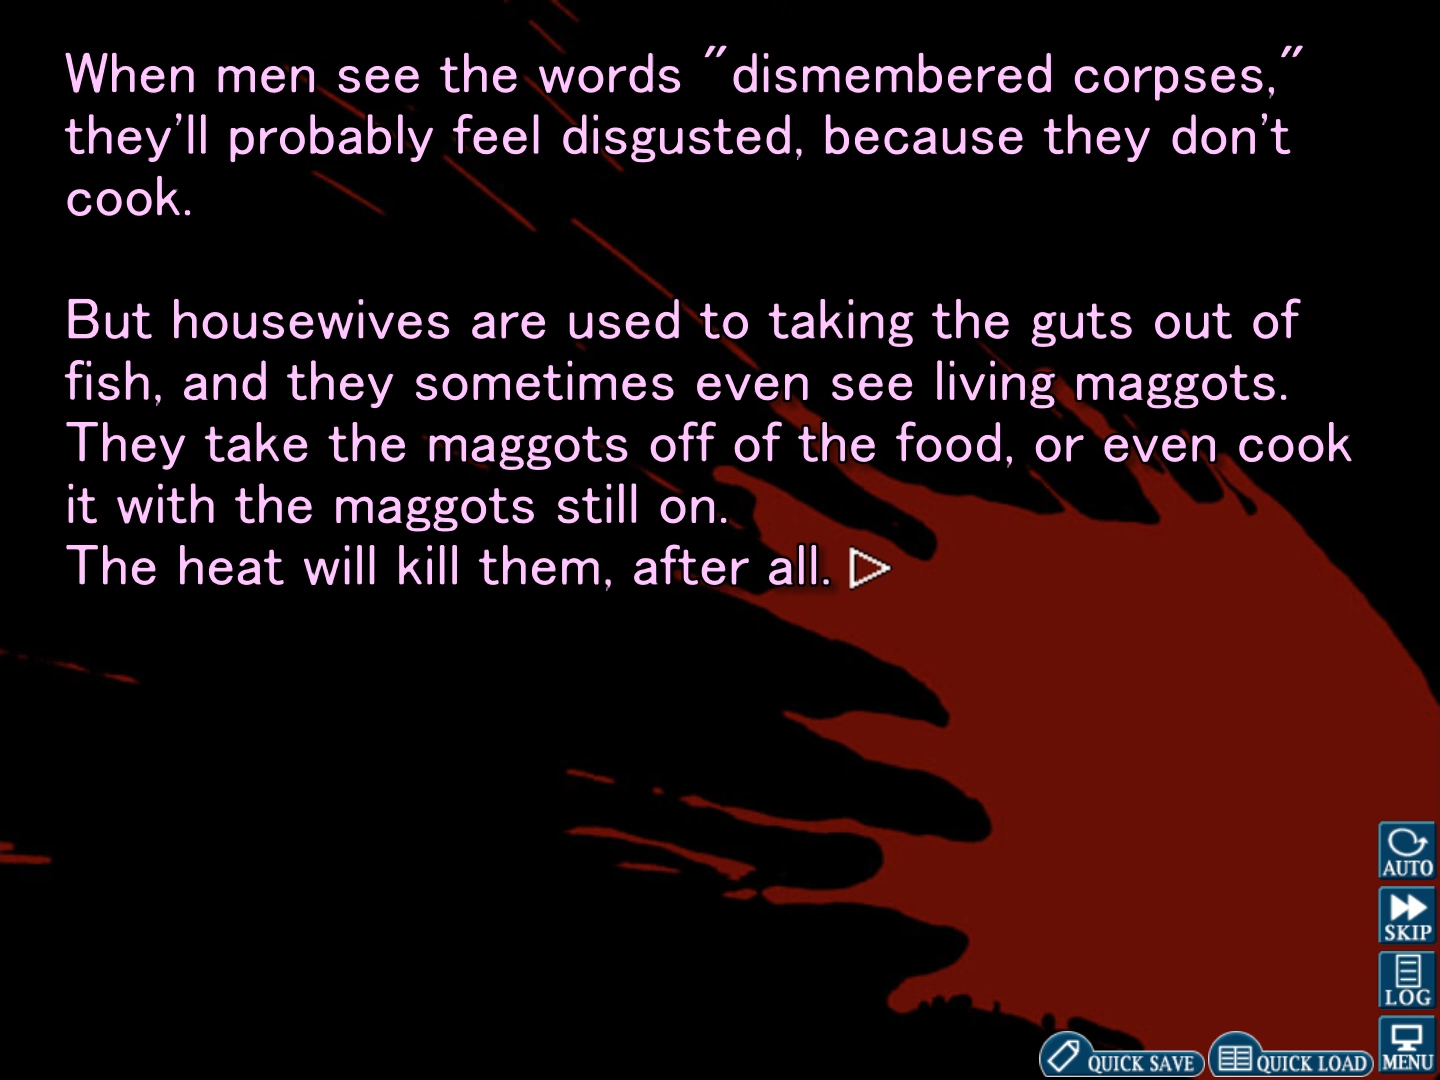 When men see the words "dismembered corpses,"
they'll probably feel disgusted, because they don't
cook.
But housewives are used to taking the guts out of
fish, and they sometimes even see living maggots.
They take the maggots off of the food, or even cook
it with the maggots still on.
The heat will kill them, after all.
AUTO
SKIP
LOG
QUICK SAVE
QUICK LOAD
MENU